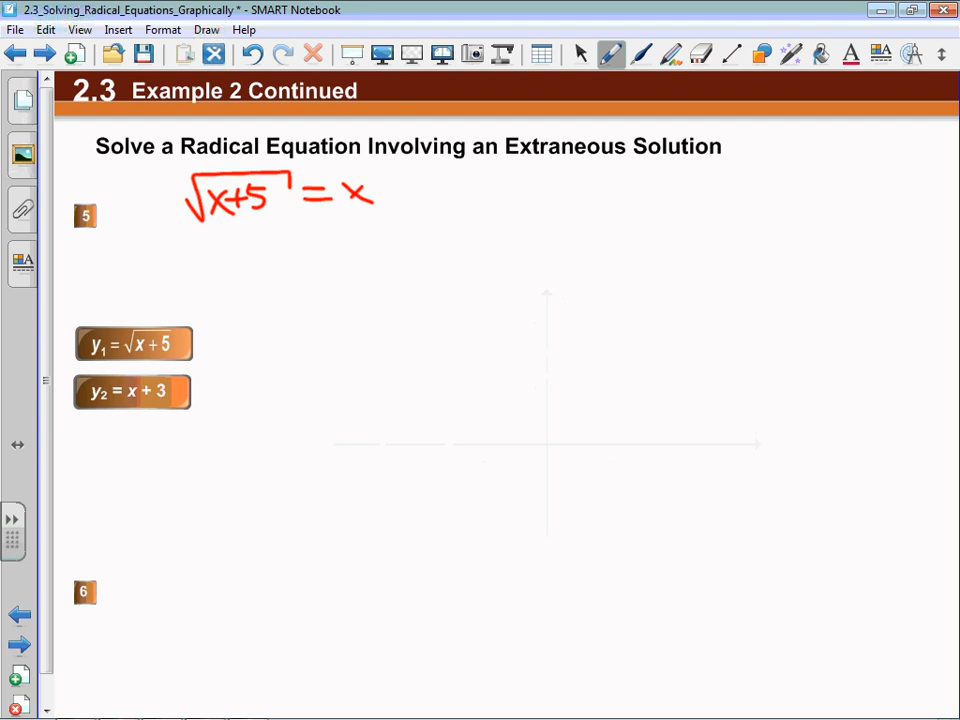 2.3_Solving_Radical_Equations_Graphically * - SMART Notebook
File Edit View Insert Format Draw Help
2.3 Example 2 Continued
Solve a Radical Equation Involving an Extraneous Solution
√x+5 = x
5
y₁ = √x + 5
y₂ = x + 3
6